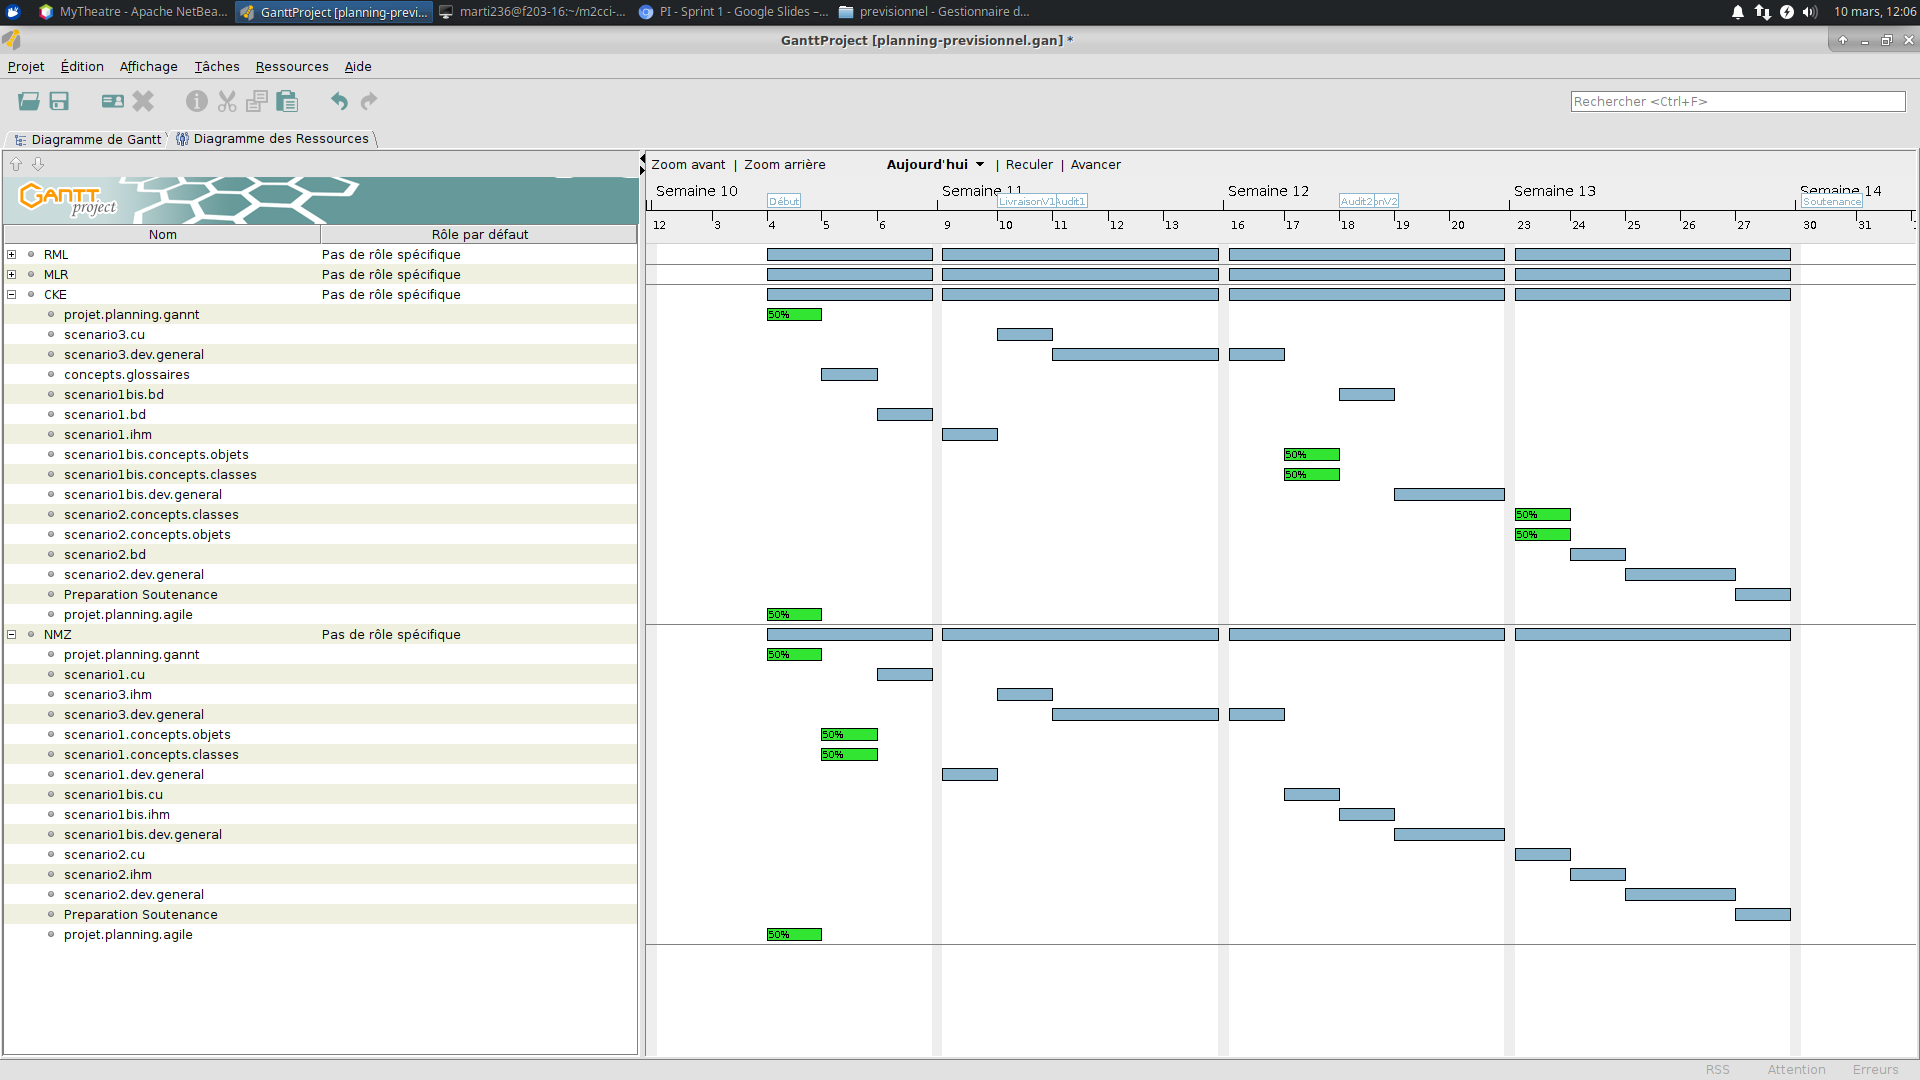 MyTheatre - Apache NetBea... GanttProject [planning-previ... marti236@f203-16:~/m2cci-... PI - Sprint 1 - Google Slides –... previsionnel - Gestionnaire d... 10 mars, 12:06
GanttProject [planning-previsionnel.gan] *
Projet Édition Affichage Tâches Ressources Aide
Rechercher <Ctrl+F>
Diagramme de Gantt Diagramme des Ressources
Zoom avant | Zoom arrière Aujourd'hui | Reculer | Avancer
GANTT project
Semaine 10 Semaine 11 Semaine 12 Semaine 13 Semaine 14
Début LivraisonV1 Audit1 Audit2 onV2 Soutenance
12 3 4 5 6 9 10 11 12 13 16 17 18 19 20 23 24 25 26 27 30 31 1
Nom Rôle par défaut
RML Pas de rôle spécifique
MLR Pas de rôle spécifique
CKE Pas de rôle spécifique
projet.planning.gannt 50%
scenario3.cu
scenario3.dev.general
concepts.glossaires
scenario1bis.bd
scenario1.bd
scenario1.ihm
scenario1bis.concepts.objets 50%
scenario1bis.concepts.classes 50%
scenario1bis.dev.general
scenario2.concepts.classes 50%
scenario2.concepts.objets 50%
scenario2.bd
scenario2.dev.general
Preparation Soutenance
projet.planning.agile 50%
NMZ Pas de rôle spécifique
projet.planning.gannt 50%
scenario1.cu
scenario3.ihm
scenario3.dev.general
scenario1.concepts.objets 50%
scenario1.concepts.classes 50%
scenario1.dev.general
scenario1bis.cu
scenario1bis.ihm
scenario1bis.dev.general
scenario2.cu
scenario2.ihm
scenario2.dev.general
Preparation Soutenance
projet.planning.agile 50%
RSS Attention Erreurs